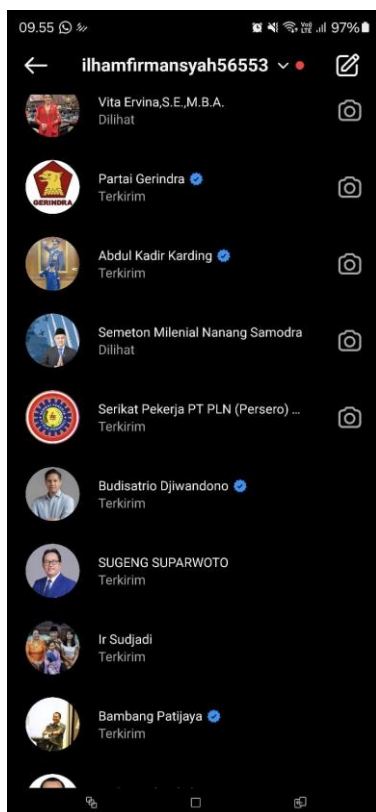 09.55
97%
ilhamfirmansyah56553
Vita Ervina,S.E.,M.B.A.
Dilihat
Partai Gerindra
Terkirim
GERINDRA
Abdul Kadir Karding
Terkirim
Semeton Milenial Nanang Samodra
Dilihat
Serikat Pekerja PT PLN (Persero) ...
Terkirim
Budisatrio Djiwandono
Terkirim
SUGENG SUPARWOTO
Terkirim
Ir Sudjadi
Terkirim
Bambang Patijaya
Terkirim